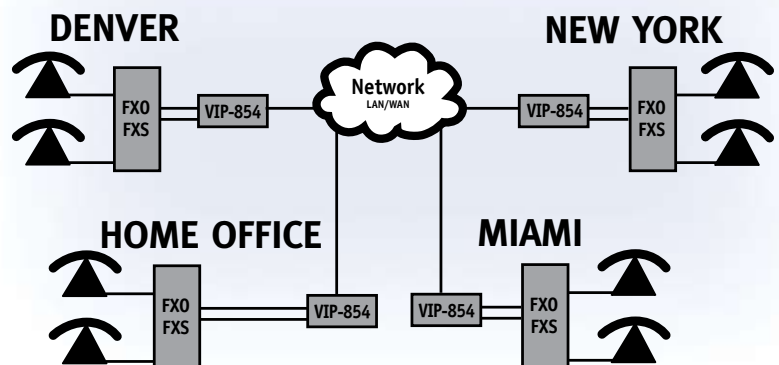 DENVER
NEW YORK
FXO
FXS
VIP-854
Network
LAN/WAN
VIP-854
FXO
FXS
HOME OFFICE
MIAMI
FXO
FXS
VIP-854
VIP-854
FXO
FXS